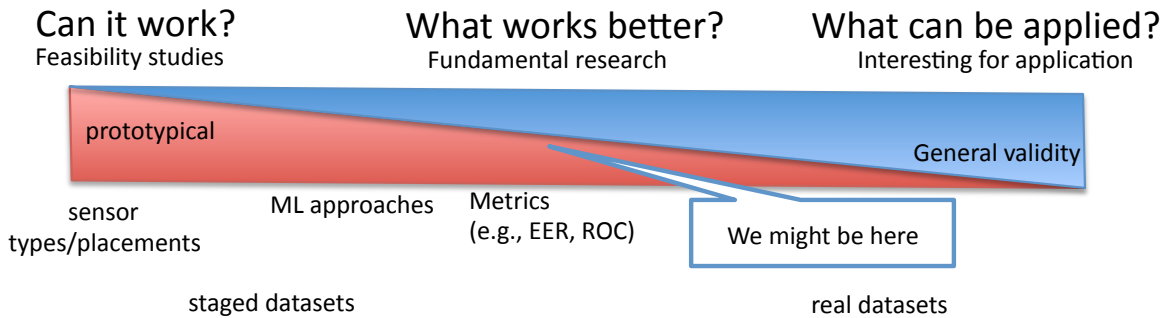 Can it work?
Feasibility studies
What works better?
Fundamental research
What can be applied?
Interesting for application
prototypical
General validity
sensor
types/placements
ML approaches
Metrics
(e.g., EER, ROC)
We might be here
staged datasets
real datasets